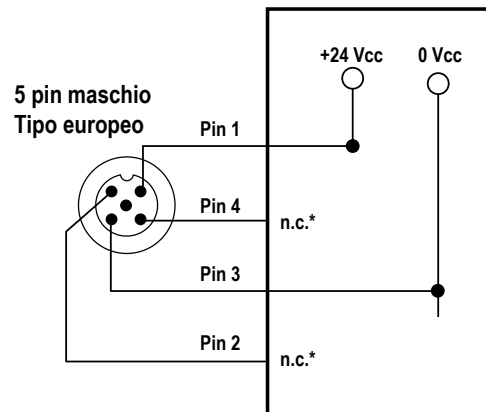 +24 Vcc
0 Vcc
5 pin maschio
Tipo europeo
Pin 1
Pin 4
n.c.*
Pin 3
Pin 2
n.c.*